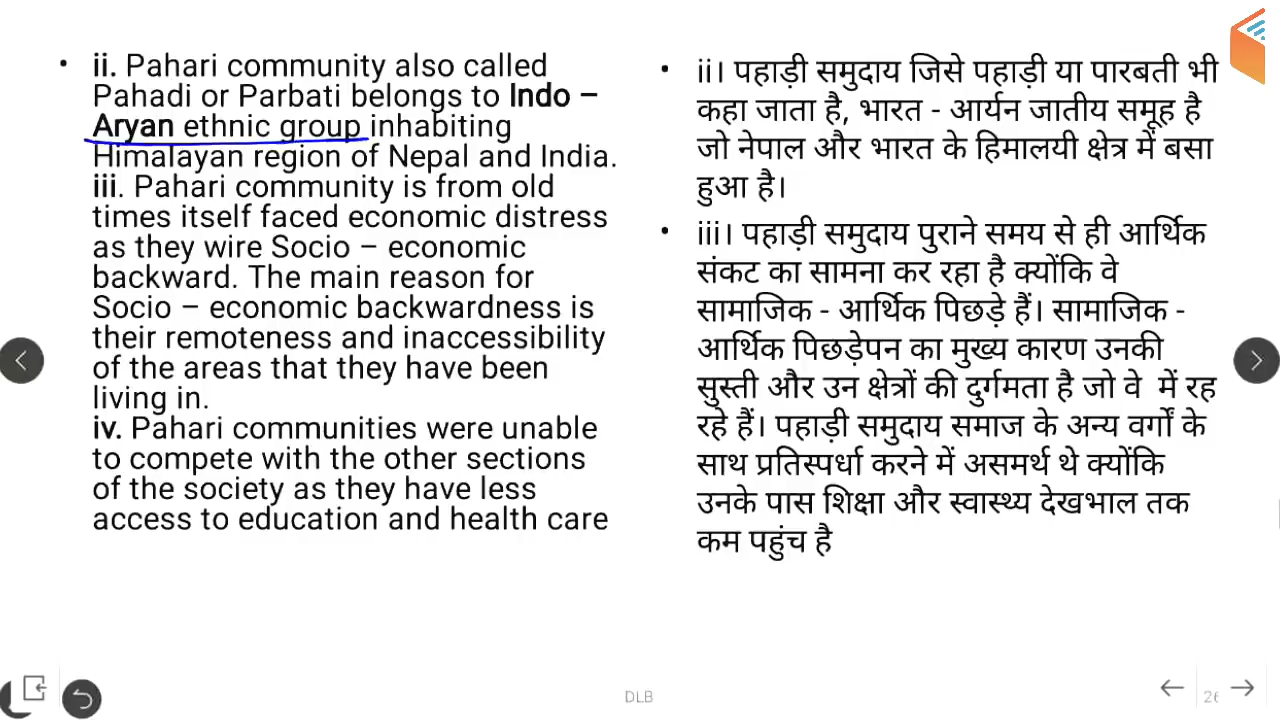 • ii. Pahari community also called
Pahadi or Parbati belongs to Indo –
Aryan ethnic group inhabiting
Himalayan region of Nepal and India.
iii. Pahari community is from old
times itself faced economic distress
as they wire Socio – economic
backward. The main reason for
Socio – economic backwardness is
their remoteness and inaccessibility
of the areas that they have been
living in.
iv. Pahari communities were unable
to compete with the other sections
of the society as they have less
access to education and health care
• ii। पहाड़ी समुदाय जिसे पहाड़ी या पारबती भी
कहा जाता है, भारत - आर्यन जातीय समूह है
जो नेपाल और भारत के हिमालयी क्षेत्र में बसा
हुआ है।
• iii। पहाड़ी समुदाय पुराने समय से ही आर्थिक
संकट का सामना कर रहा है क्योंकि वे
सामाजिक - आर्थिक पिछड़े हैं। सामाजिक -
आर्थिक पिछड़ेपन का मुख्य कारण उनकी
सुस्ती और उन क्षेत्रों की दुर्गमता है जो वे में रह
रहे हैं। पहाड़ी समुदाय समाज के अन्य वर्गों के
साथ प्रतिस्पर्धा करने में असमर्थ थे क्योंकि
उनके पास शिक्षा और स्वास्थ्य देखभाल तक
कम पहुंच है
DLB